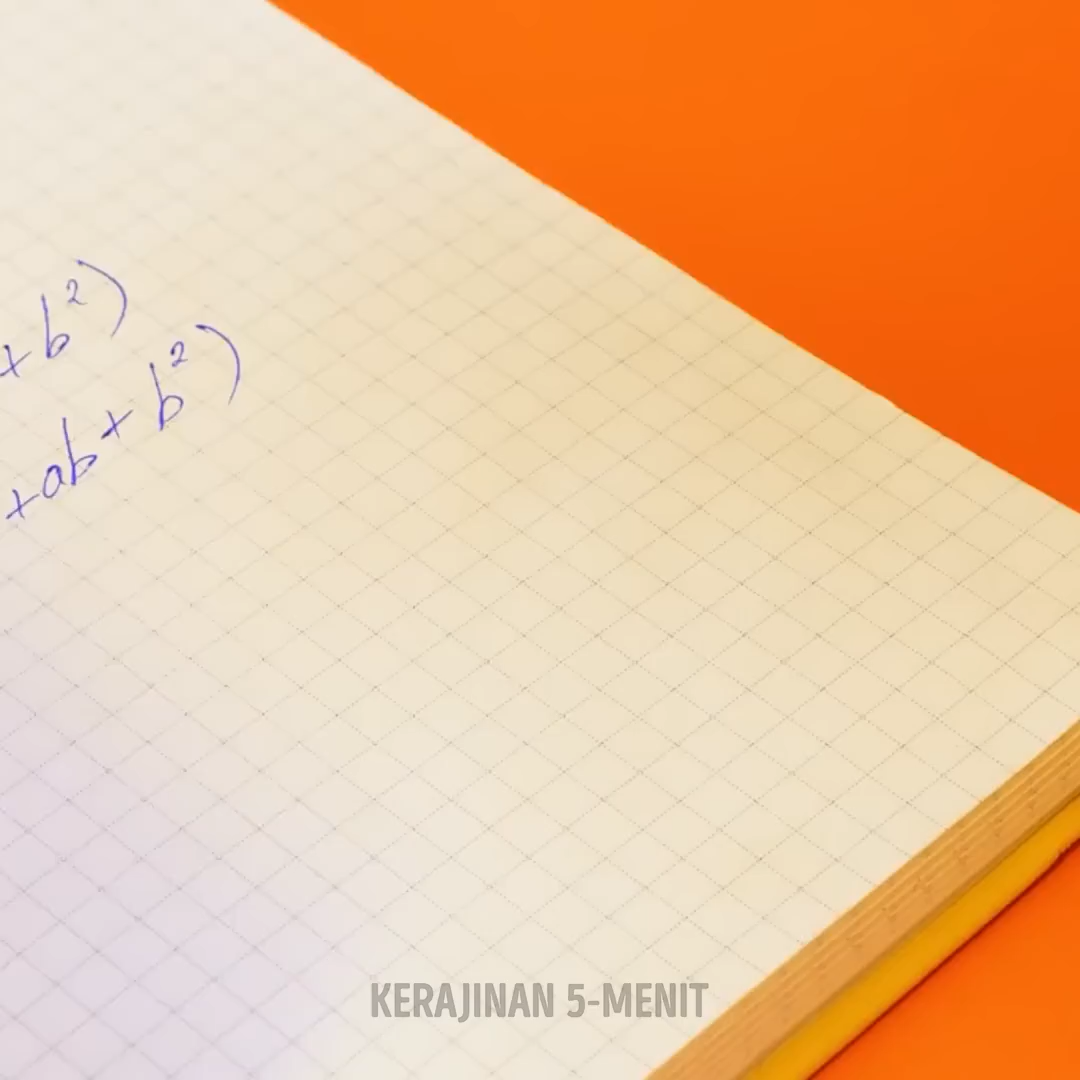 + b²)
+ab + b²)
KERAJINAN 5-MENIT